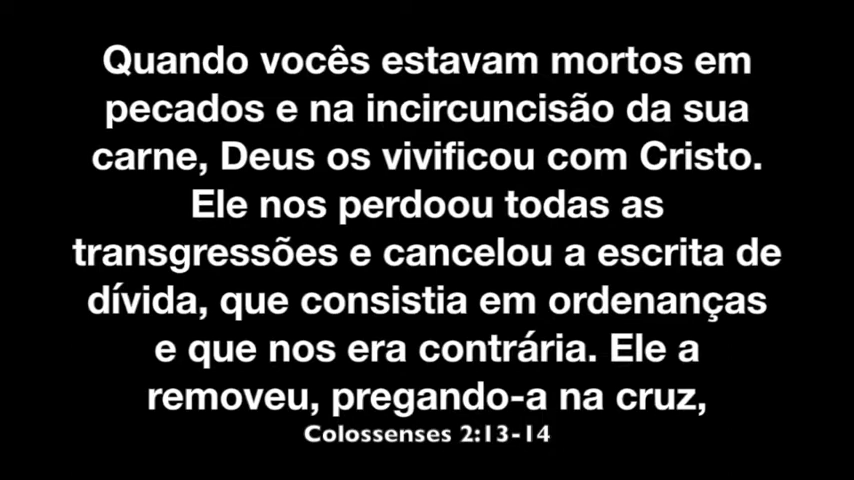 Quando vocês estavam mortos em
pecados e na incircuncisão da sua
carne, Deus os vivificou com Cristo.
Ele nos perdoou todas as
transgressões e cancelou a escrita de
dívida, que consistia em ordenanças
e que nos era contrária. Ele a
removeu, pregando-a na cruz,
Colossenses 2:13-14